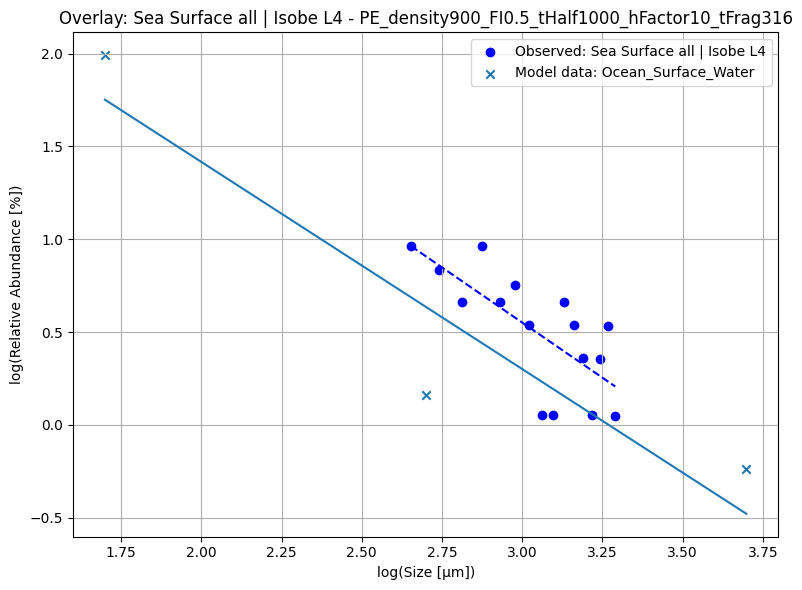 Overlay: Sea Surface all | Isobe L4 - PE_density900_FI0.5_tHalf1000_hFactor10_tFrag316
Observed: Sea Surface all | Isobe L4
Model data: Ocean_Surface_Water
log(Relative Abundance [%])
2.0
1.5
1.0
0.5
0.0
−0.5
1.75 2.00 2.25 2.50 2.75 3.00 3.25 3.50 3.75
log(Size [μm])